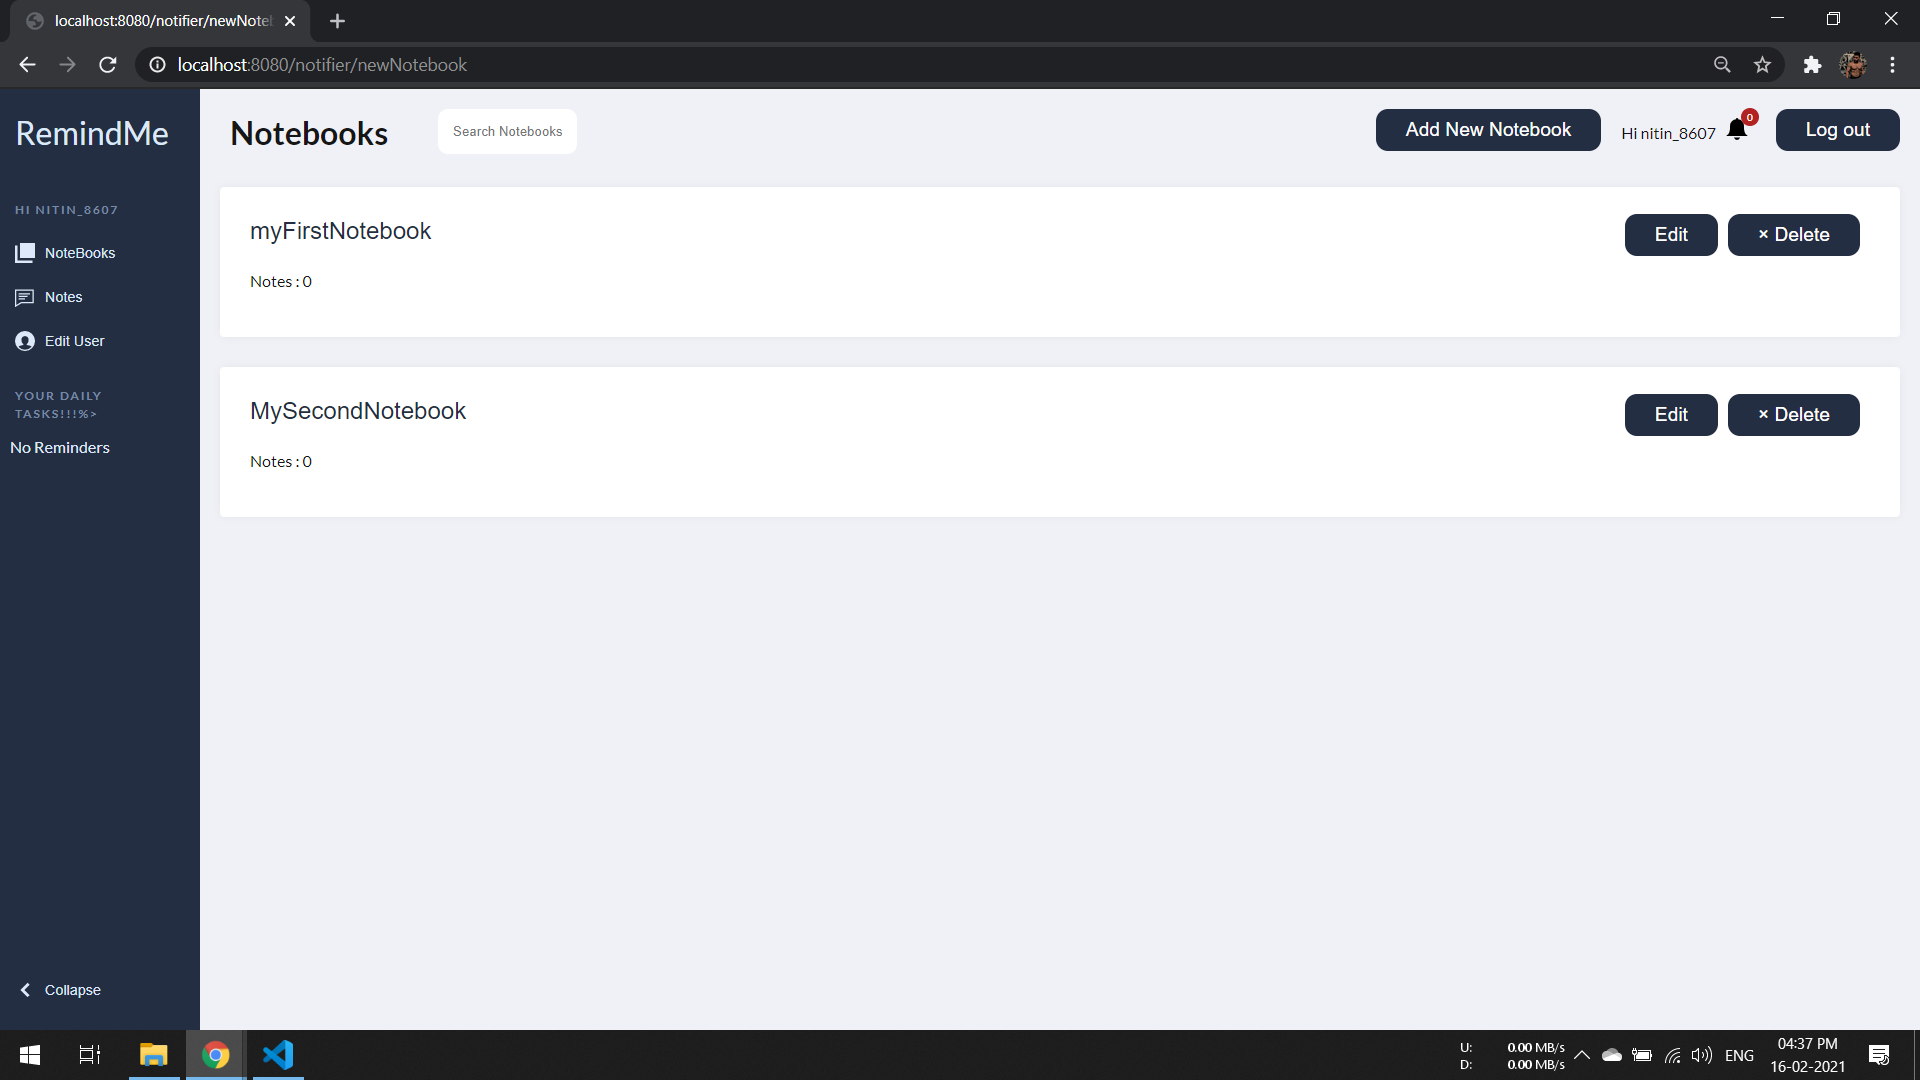 localhost:8080/notifier/newNoteb
localhost:8080/notifier/newNotebook
RemindMe
Notebooks
Search Notebooks
Add New Notebook
Hi nitin_8607
0
Log out
HI NITIN_8607
NoteBooks
Notes
Edit User
YOUR DAILY
TASKS!!!%>
No Reminders
Collapse
myFirstNotebook
Edit
× Delete
Notes : 0
MySecondNotebook
Edit
× Delete
Notes : 0
U: 0.00 MB/s
D: 0.00 MB/s
ENG
04:37 PM
16-02-2021